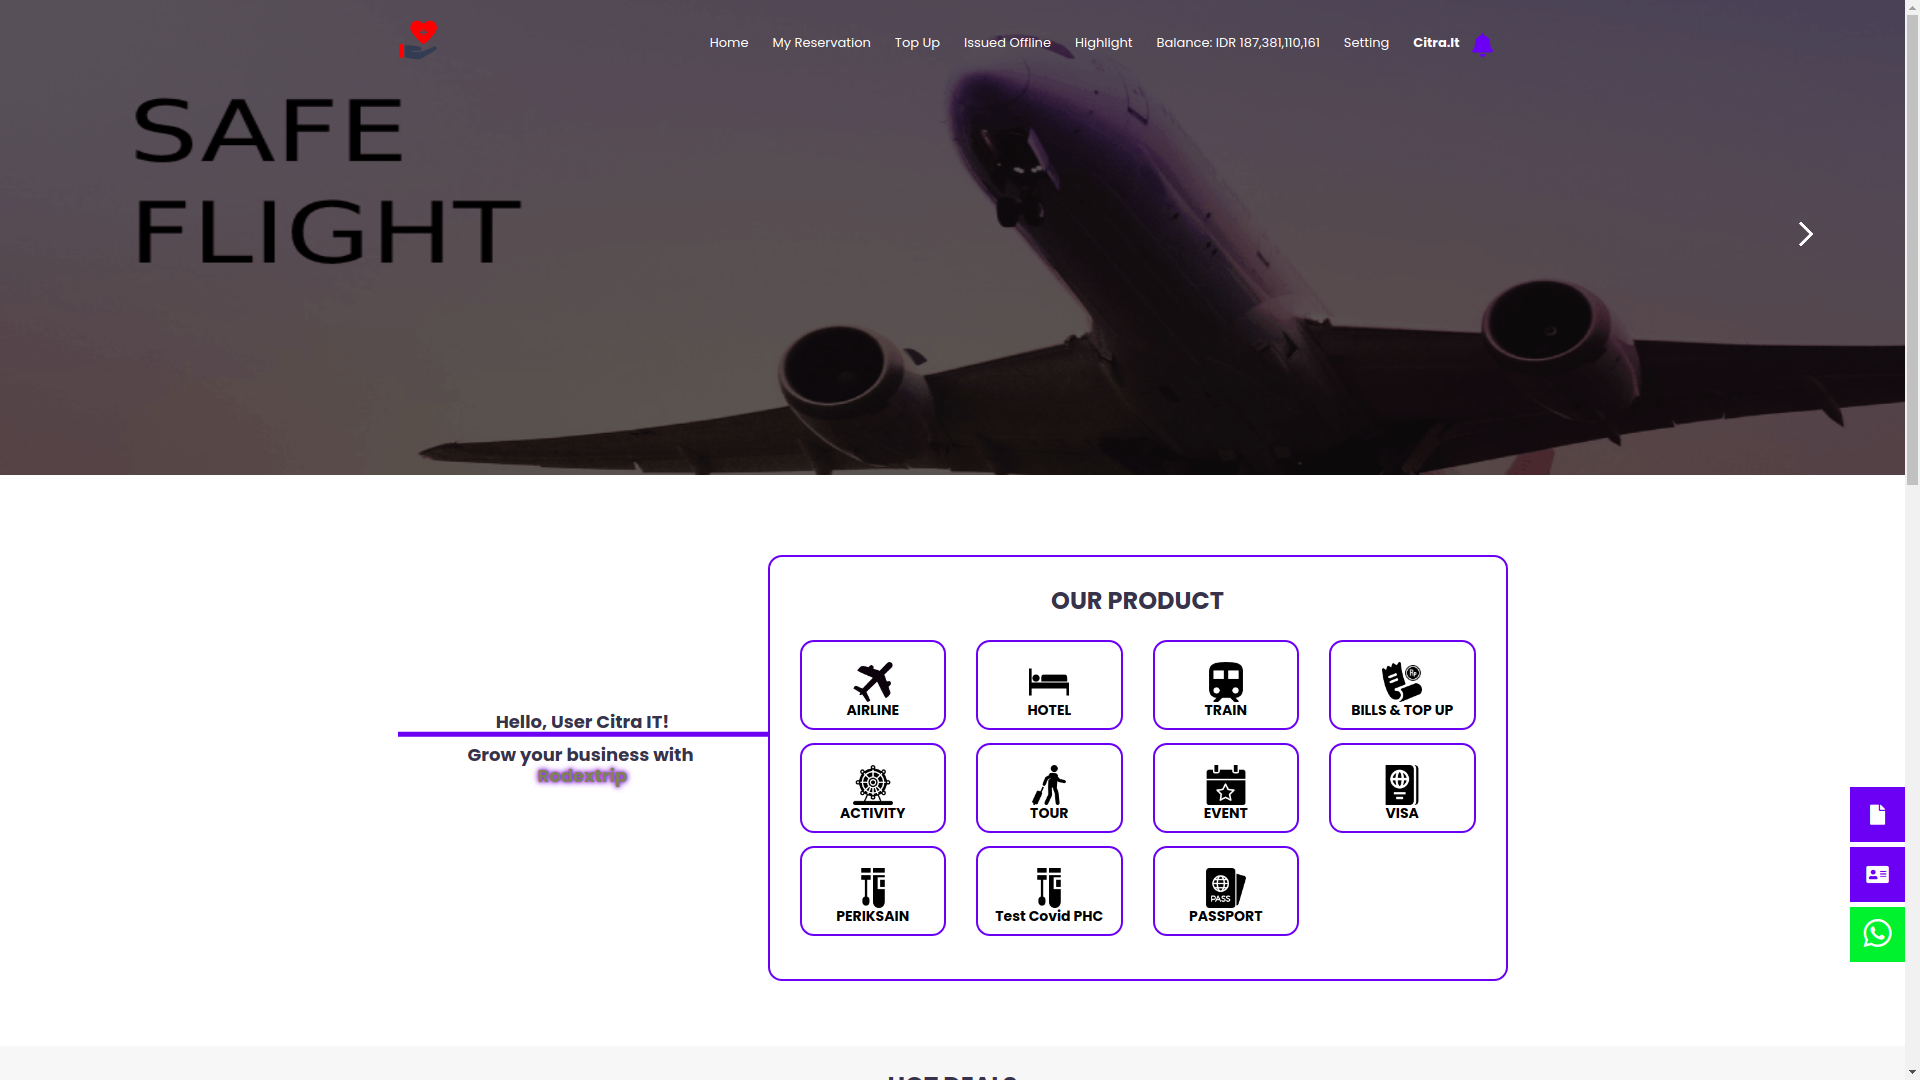 Home My Reservation Top Up Issued Offline Highlight Balance: IDR 187,381,110,161 Setting Citra.It
SAFE
FLIGHT
OUR PRODUCT
AIRLINE HOTEL TRAIN BILLS & TOP UP
Hello, User Citra IT!
Grow your business with
Rodextrip
ACTIVITY TOUR EVENT VISA
PERIKSAIN Test Covid PHC PASSPORT
PASS
HOT DEALS